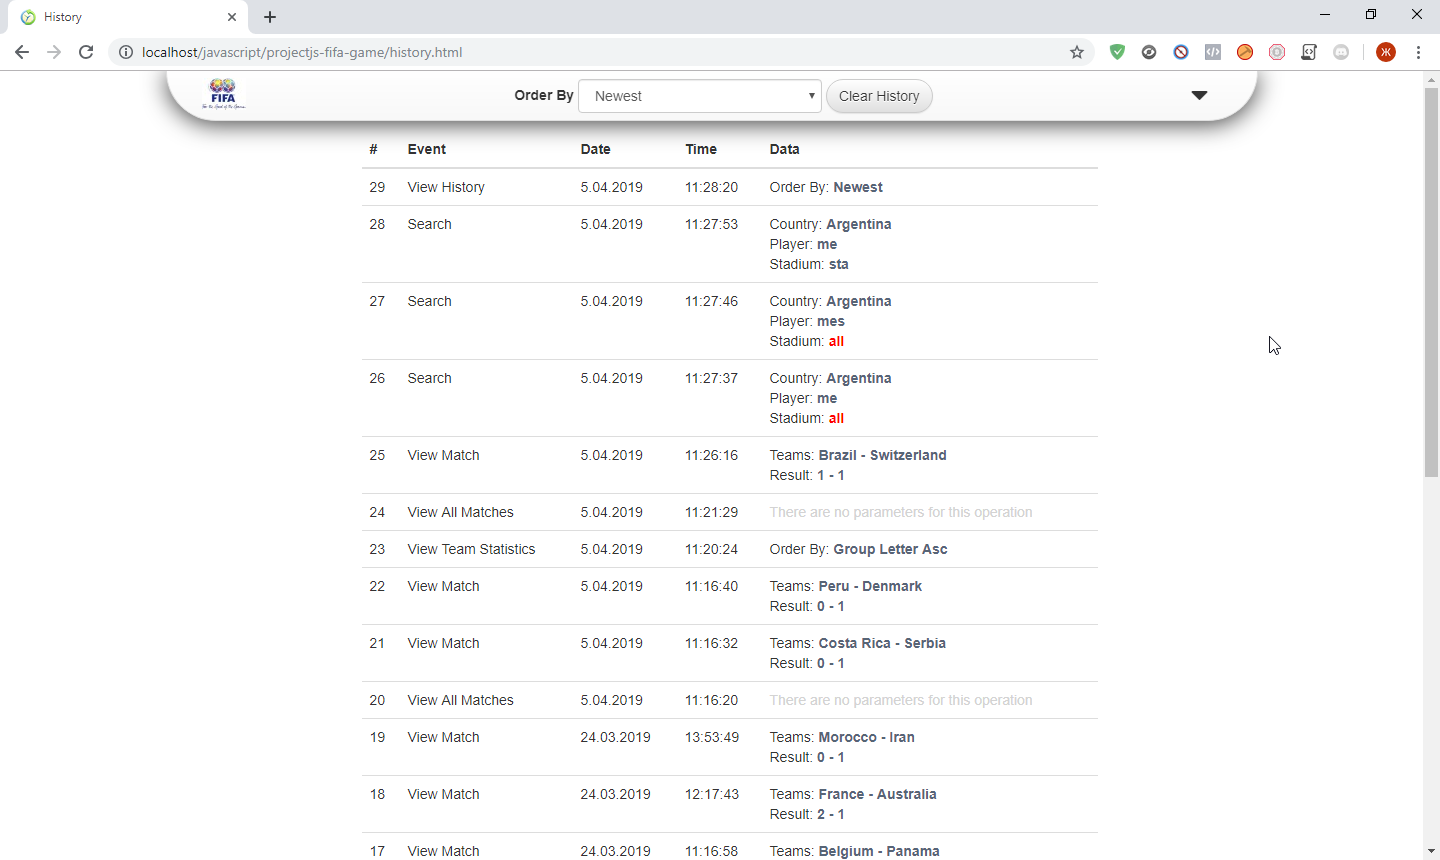 History
localhost/javascript/projectjs-fifa-game/history.html
Ж
FIFA
Order By Newest Clear History
# Event Date Time Data
29 View History 5.04.2019 11:28:20 Order By: Newest
28 Search 5.04.2019 11:27:53 Country: Argentina
Player: me
Stadium: sta
27 Search 5.04.2019 11:27:46 Country: Argentina
Player: mes
Stadium: all
26 Search 5.04.2019 11:27:37 Country: Argentina
Player: me
Stadium: all
25 View Match 5.04.2019 11:26:16 Teams: Brazil - Switzerland
Result: 1 - 1
24 View All Matches 5.04.2019 11:21:29 There are no parameters for this operation
23 View Team Statistics 5.04.2019 11:20:24 Order By: Group Letter Asc
22 View Match 5.04.2019 11:16:40 Teams: Peru - Denmark
Result: 0 - 1
21 View Match 5.04.2019 11:16:32 Teams: Costa Rica - Serbia
Result: 0 - 1
20 View All Matches 5.04.2019 11:16:20 There are no parameters for this operation
19 View Match 24.03.2019 13:53:49 Teams: Morocco - Iran
Result: 0 - 1
18 View Match 24.03.2019 12:17:43 Teams: France - Australia
Result: 2 - 1
17 View Match 24.03.2019 11:16:58 Teams: Belgium - Panama